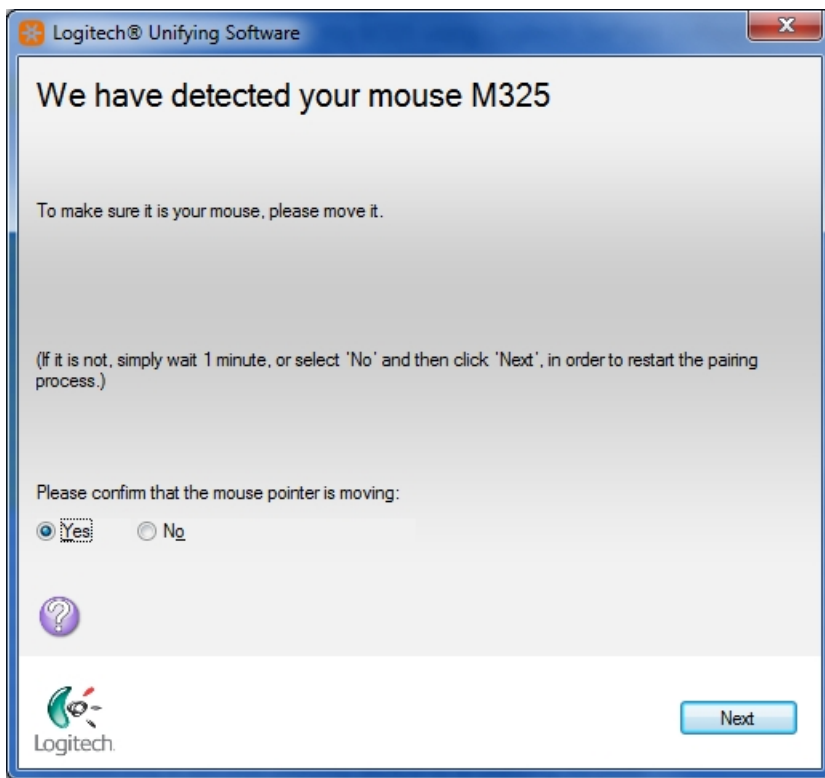 Logitech® Unifying Software
We have detected your mouse M325
To make sure it is your mouse, please move it.
(If it is not, simply wait 1 minute, or select 'No' and then click 'Next', in order to restart the pairing
process.)
Please confirm that the mouse pointer is moving:
Yes No
?
Logitech.
Next